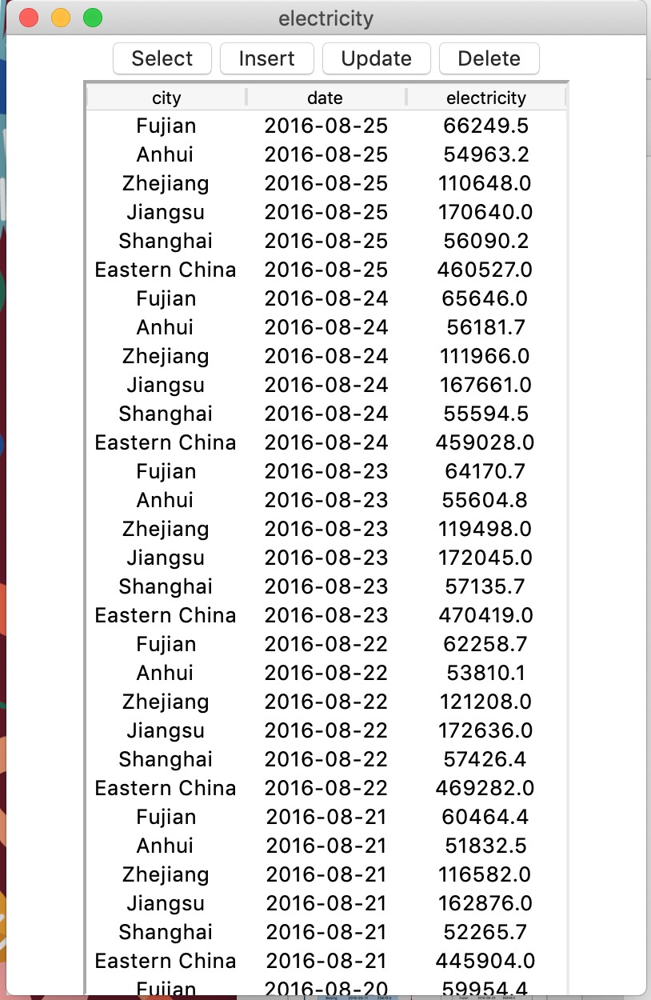 electricity
Select Insert Update Delete
city date electricity
Fujian 2016-08-25 66249.5
Anhui 2016-08-25 54963.2
Zhejiang 2016-08-25 110648.0
Jiangsu 2016-08-25 170640.0
Shanghai 2016-08-25 56090.2
Eastern China 2016-08-25 460527.0
Fujian 2016-08-24 65646.0
Anhui 2016-08-24 56181.7
Zhejiang 2016-08-24 111966.0
Jiangsu 2016-08-24 167661.0
Shanghai 2016-08-24 55594.5
Eastern China 2016-08-24 459028.0
Fujian 2016-08-23 64170.7
Anhui 2016-08-23 55604.8
Zhejiang 2016-08-23 119498.0
Jiangsu 2016-08-23 172045.0
Shanghai 2016-08-23 57135.7
Eastern China 2016-08-23 470419.0
Fujian 2016-08-22 62258.7
Anhui 2016-08-22 53810.1
Zhejiang 2016-08-22 121208.0
Jiangsu 2016-08-22 172636.0
Shanghai 2016-08-22 57426.4
Eastern China 2016-08-22 469282.0
Fujian 2016-08-21 60464.4
Anhui 2016-08-21 51832.5
Zhejiang 2016-08-21 116582.0
Jiangsu 2016-08-21 162876.0
Shanghai 2016-08-21 52265.7
Eastern China 2016-08-21 445904.0
Fujian 2016-08-20 59954.4